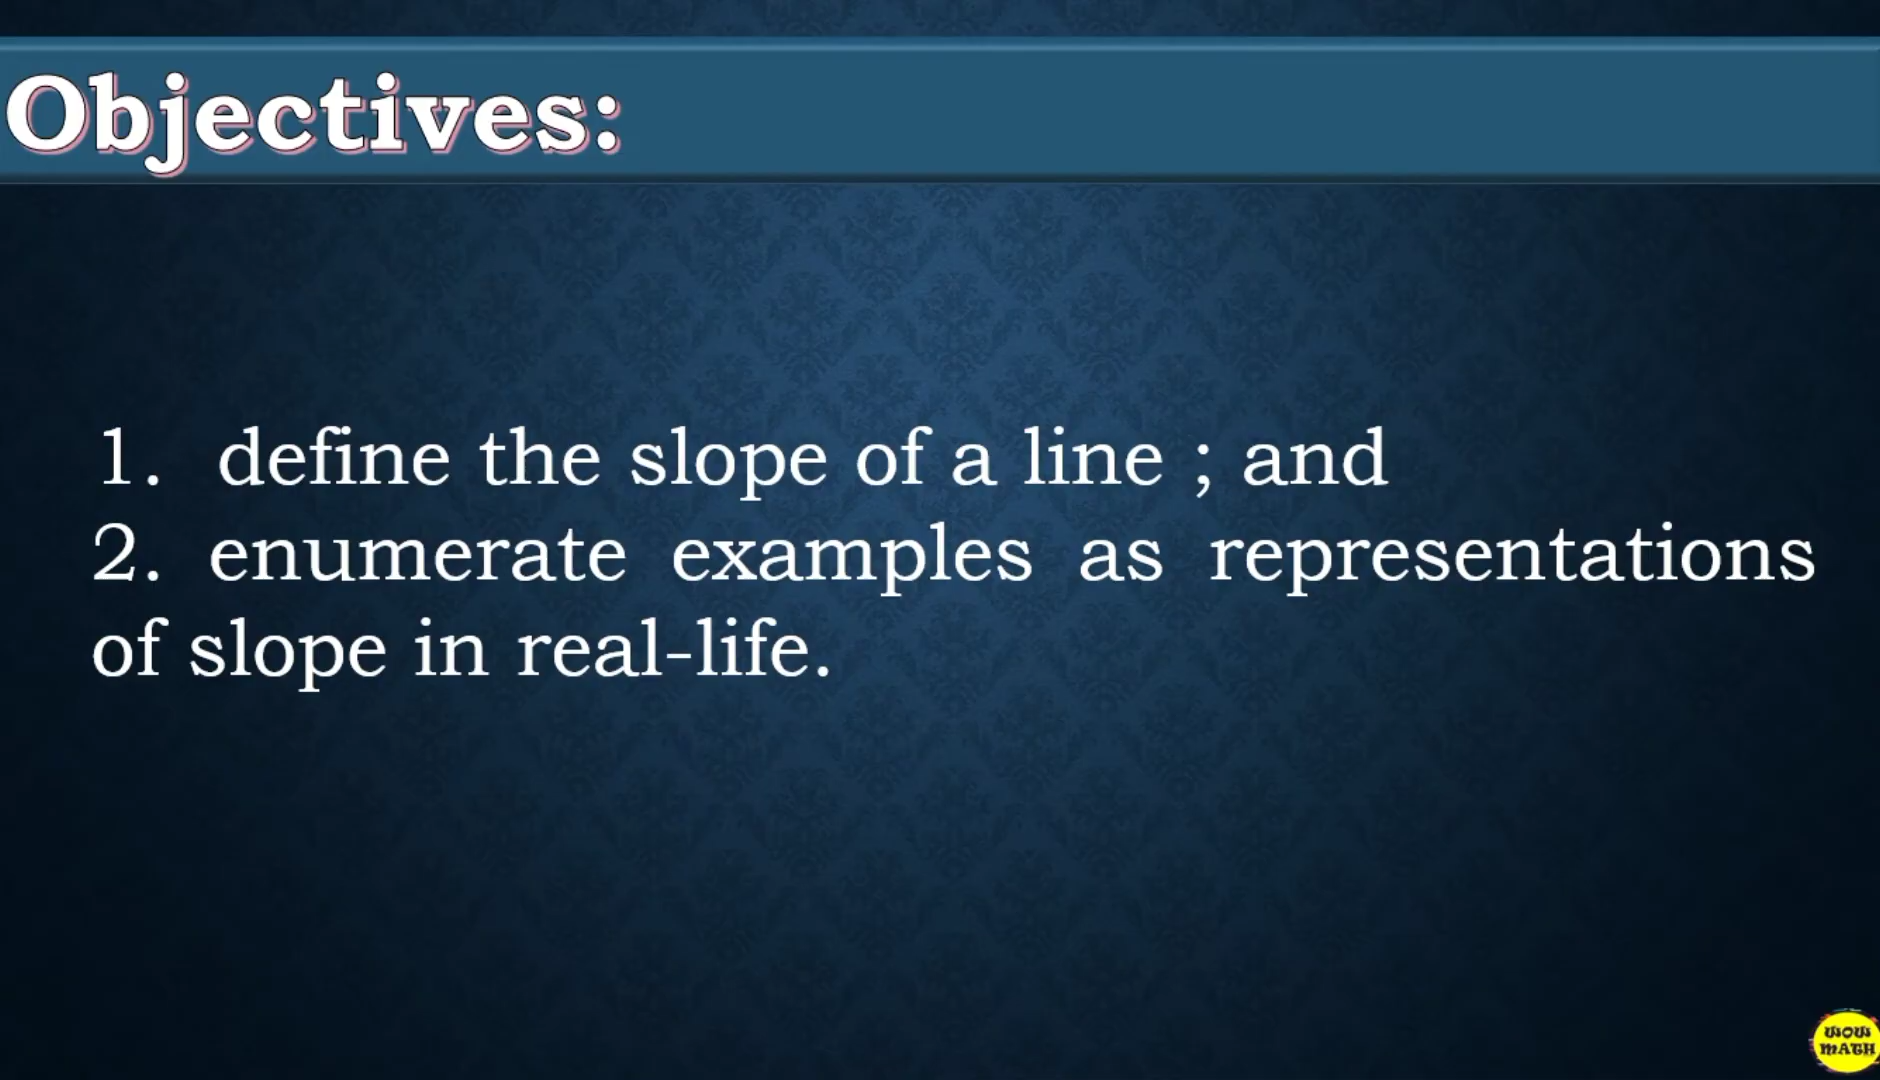 Objectives:
1. define the slope of a line ; and
2. enumerate examples as representations
of slope in real-life.
WOW
MATH